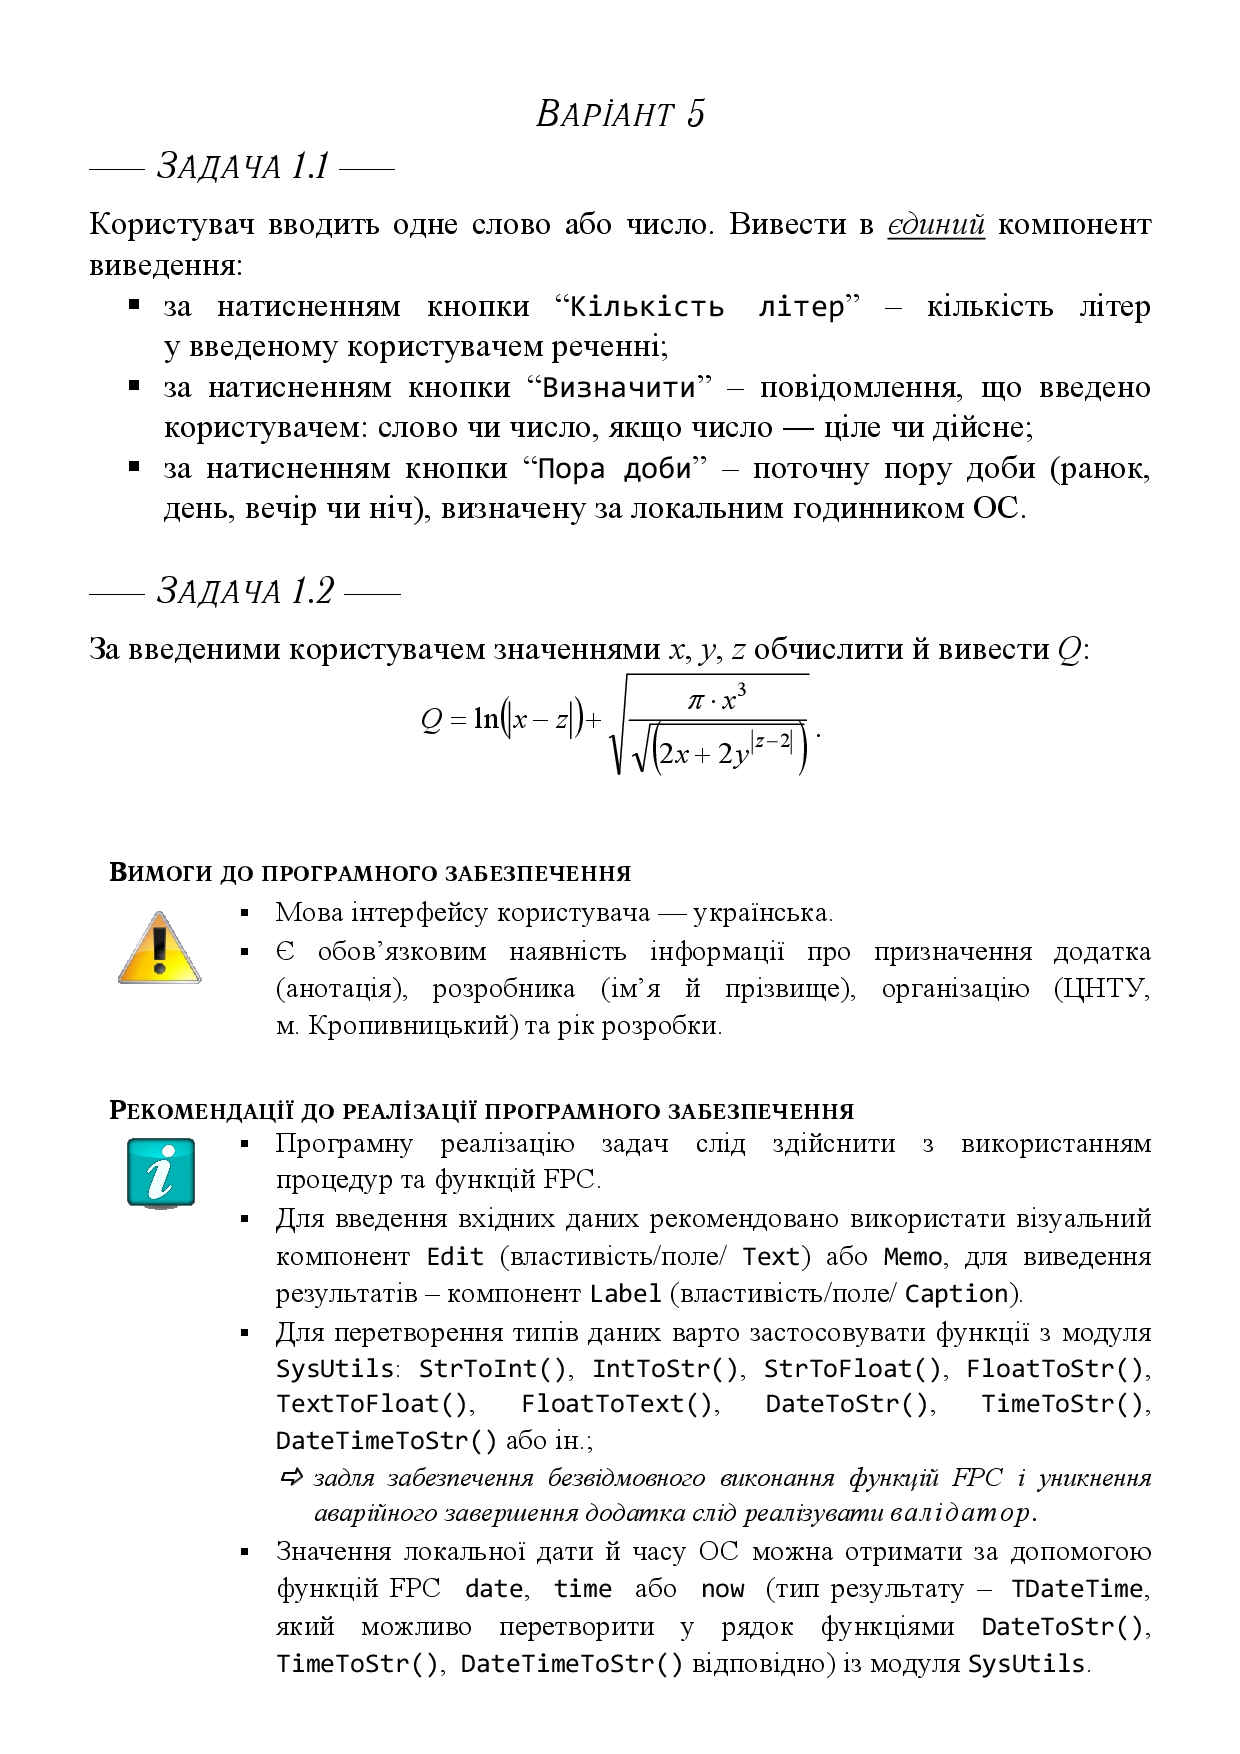 ВАРІАНТ 5
ЗАДАЧА 1.1
Користувач вводить одне слово або число. Вивести в єдиний компонент
виведення:
▪ за натисненням кнопки “Кількість літер” – кількість літер
у введеному користувачем реченні;
▪ за натисненням кнопки “Визначити” – повідомлення, що введено
користувачем: слово чи число, якщо число — ціле чи дійсне;
▪ за натисненням кнопки “Пора доби” – поточну пору доби (ранок,
день, вечір чи ніч), визначену за локальним годинником ОС.
ЗАДАЧА 1.2
За введеними користувачем значеннями x, y, z обчислити й вивести Q:
Q = ln(|x − z|) + √(π · x³ / √(2x + 2y^|z−2|)) .
ВИМОГИ ДО ПРОГРАМНОГО ЗАБЕЗПЕЧЕННЯ
▪ Мова інтерфейсу користувача — українська.
▪ Є обов’язковим наявність інформації про призначення додатка
(анотація), розробника (ім’я й прізвище), організацію (ЦНТУ,
м. Кропивницький) та рік розробки.
РЕКОМЕНДАЦІЇ ДО РЕАЛІЗАЦІЇ ПРОГРАМНОГО ЗАБЕЗПЕЧЕННЯ
▪ Програмну реалізацію задач слід здійснити з використанням
процедур та функцій FPC.
▪ Для введення вхідних даних рекомендовано використати візуальний
компонент Edit (властивість/поле/ Text) або Memo, для виведення
результатів – компонент Label (властивість/поле/ Caption).
▪ Для перетворення типів даних варто застосовувати функції з модуля
SysUtils: StrToInt(), IntToStr(), StrToFloat(), FloatToStr(),
TextToFloat(), FloatToText(), DateToStr(), TimeToStr(),
DateTimeToStr() або ін.;
⇨ задля забезпечення безвідмовного виконання функцій FPC і уникнення
аварійного завершення додатка слід реалізувати валідатор.
▪ Значення локальної дати й часу ОС можна отримати за допомогою
функцій FPC date, time або now (тип результату – TDateTime,
який можливо перетворити у рядок функціями DateToStr(),
TimeToStr(), DateTimeToStr() відповідно) із модуля SysUtils.